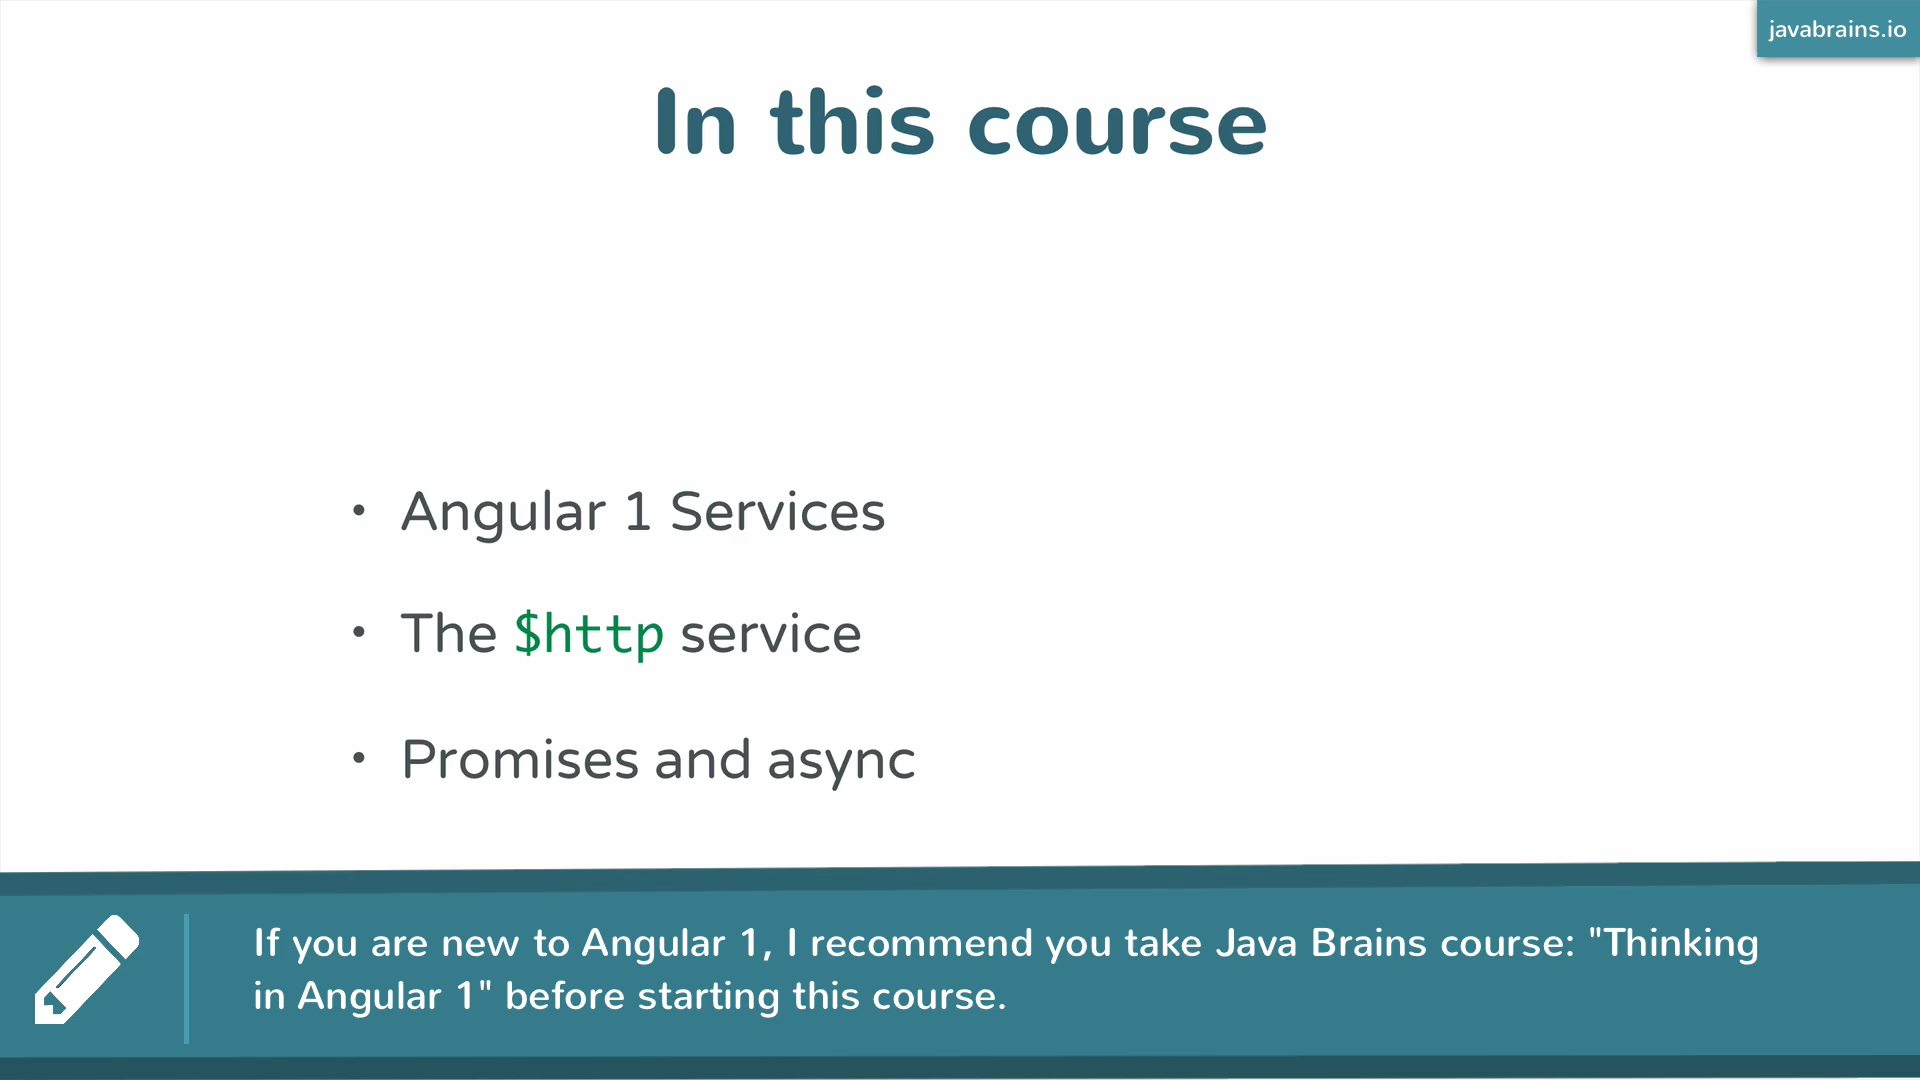 javabrains.io
In this course
• Angular 1 Services
• The $http service
• Promises and async
If you are new to Angular 1, I recommend you take Java Brains course: "Thinking
in Angular 1" before starting this course.